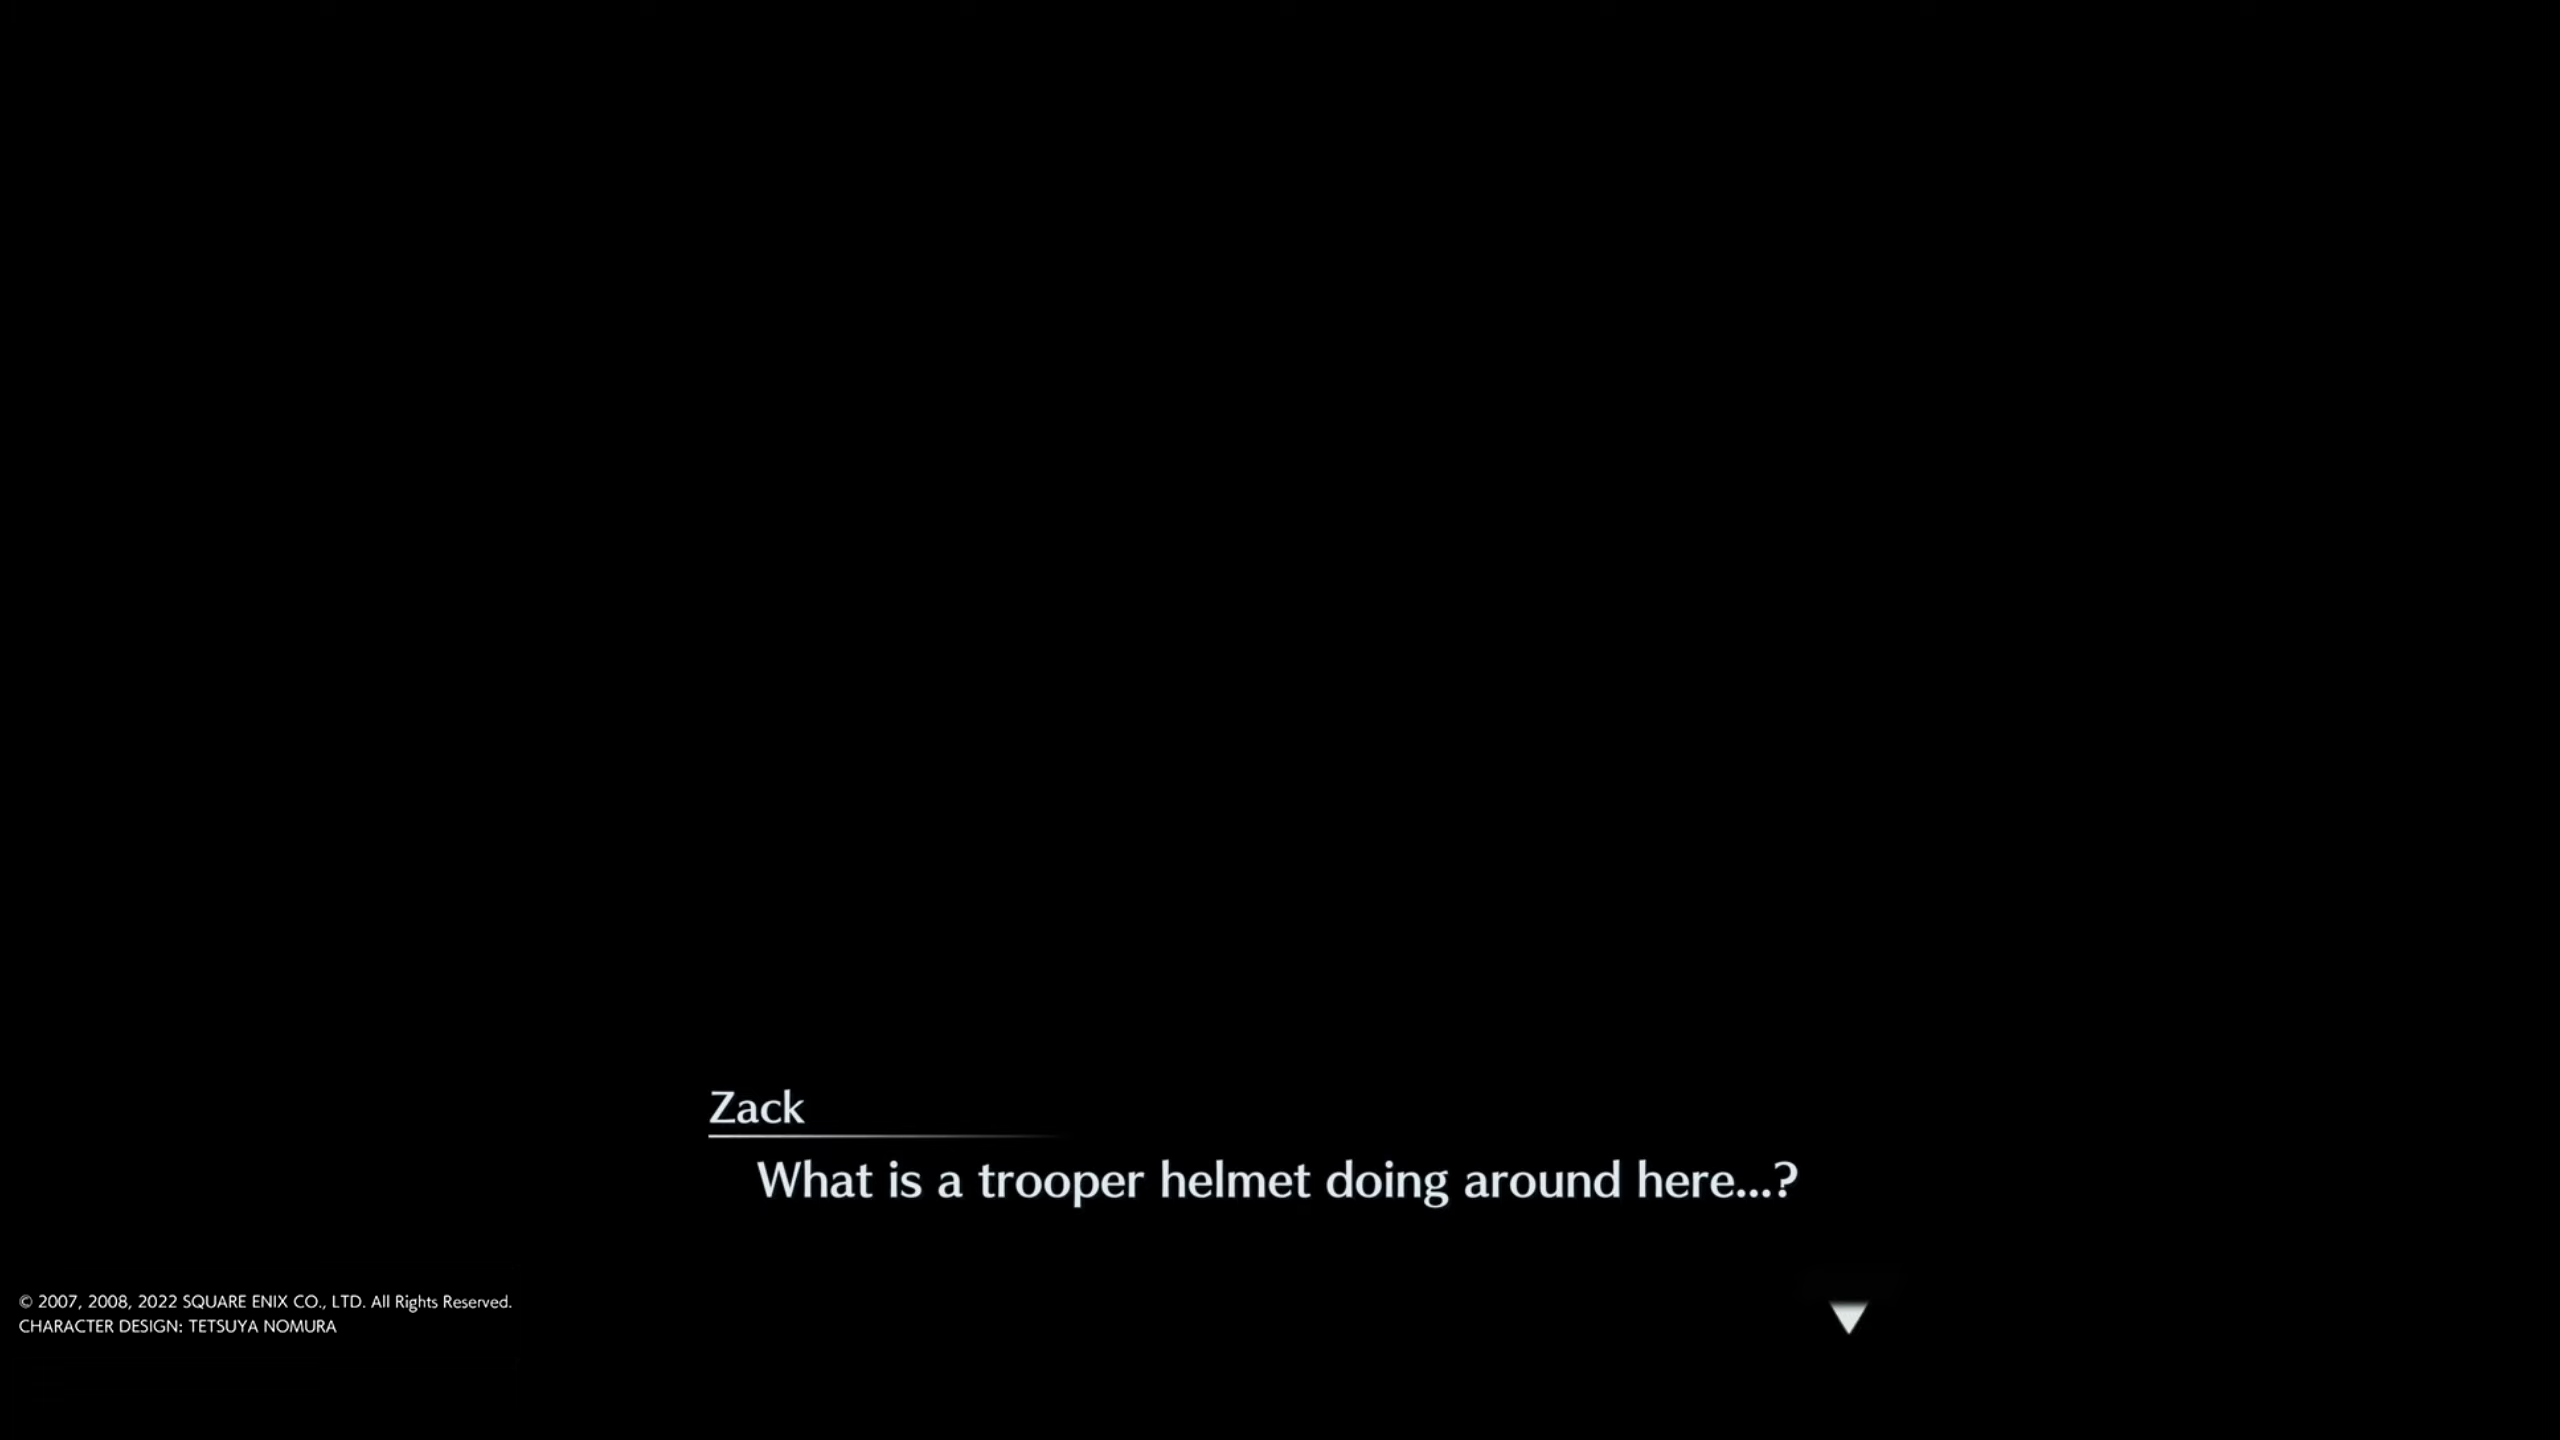 Zack
What is a trooper helmet doing around here...?
© 2007, 2008, 2022 SQUARE ENIX CO., LTD. All Rights Reserved.
CHARACTER DESIGN: TETSUYA NOMURA